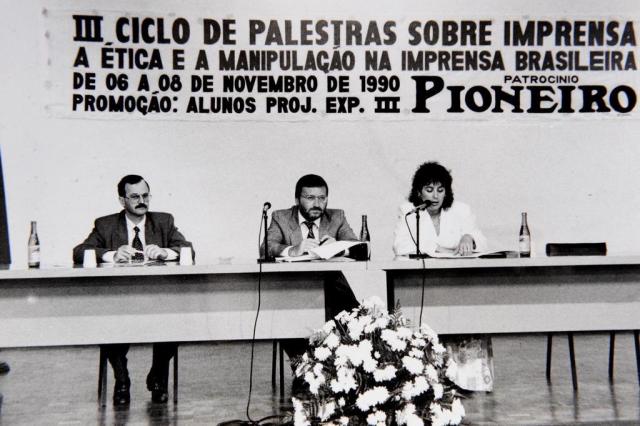 III CICLO DE PALESTRAS SOBRE IMPRENSA
A ÉTICA E A MANIPULAÇÃO NA IMPRENSA BRASILEIRA
DE 06 A 08 DE NOVEMBRO DE 1990 PATROCINIO
PROMOÇÃO: ALUNOS PROJ. EXP. III PIONEIRO